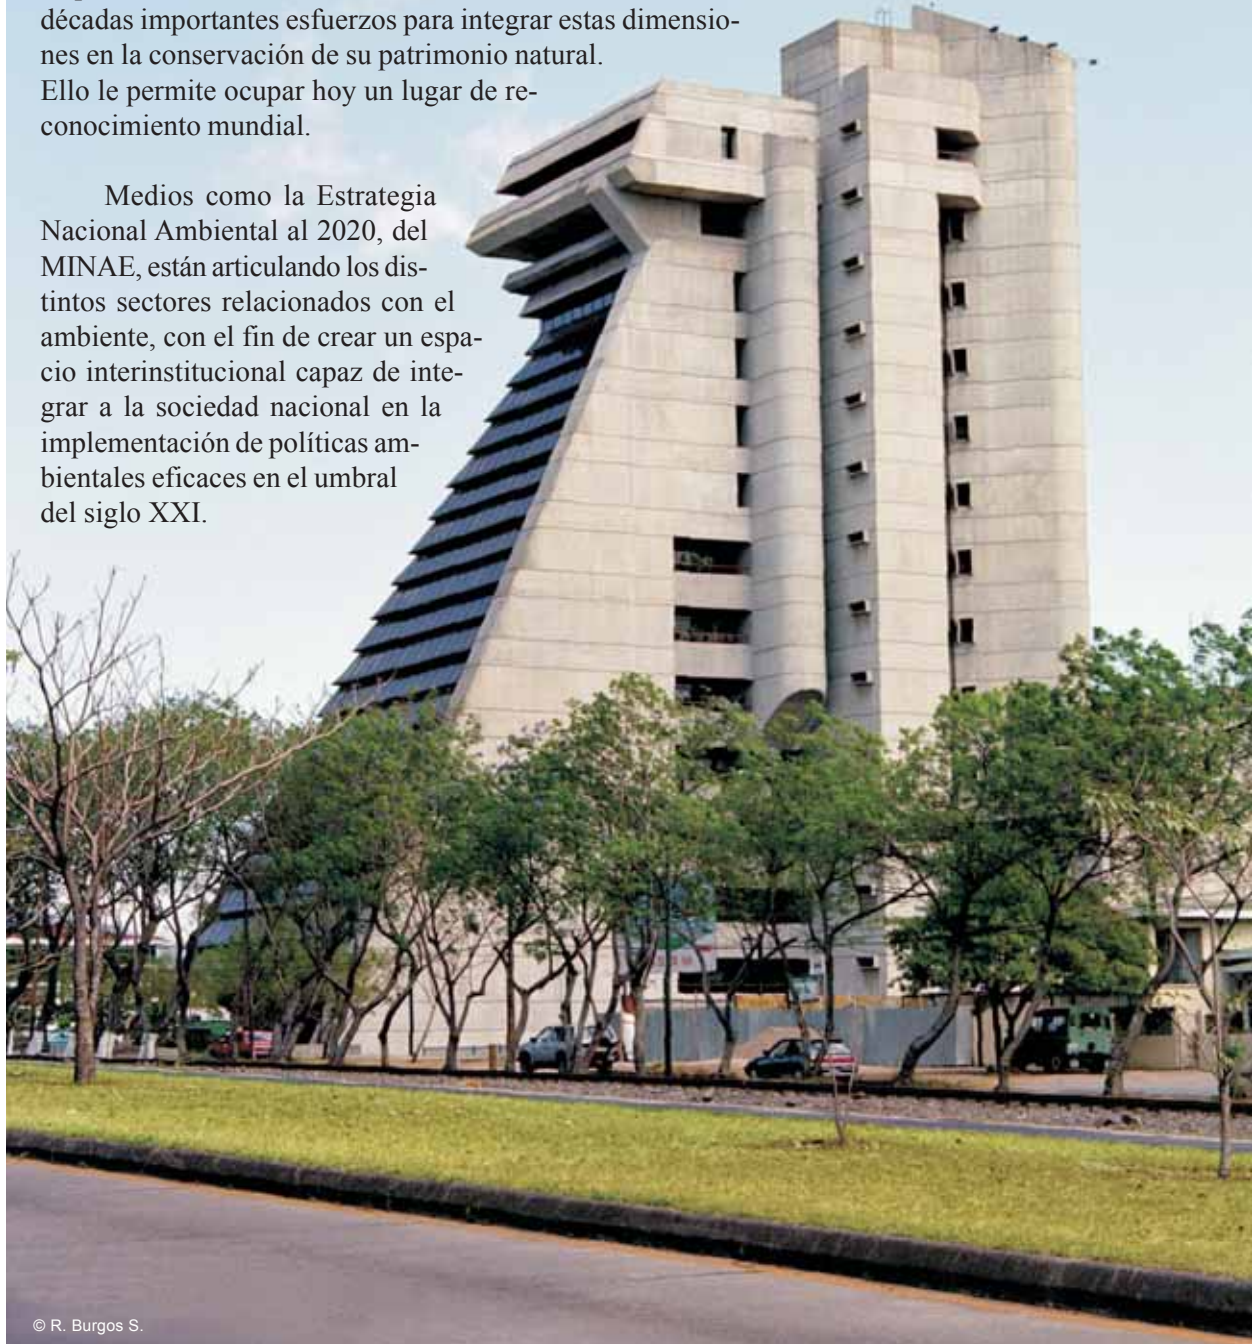 décadas importantes esfuerzos para integrar estas dimensio-
nes en la conservación de su patrimonio natural.
Ello le permite ocupar hoy un lugar de re-
conocimiento mundial.
Medios como la Estrategia
Nacional Ambiental al 2020, del
MINAE, están articulando los dis-
tintos sectores relacionados con el
ambiente, con el fin de crear un espa-
cio interinstitucional capaz de inte-
grar a la sociedad nacional en la
implementación de políticas am-
bientales eficaces en el umbral
del siglo XXI.
© R. Burgos S.